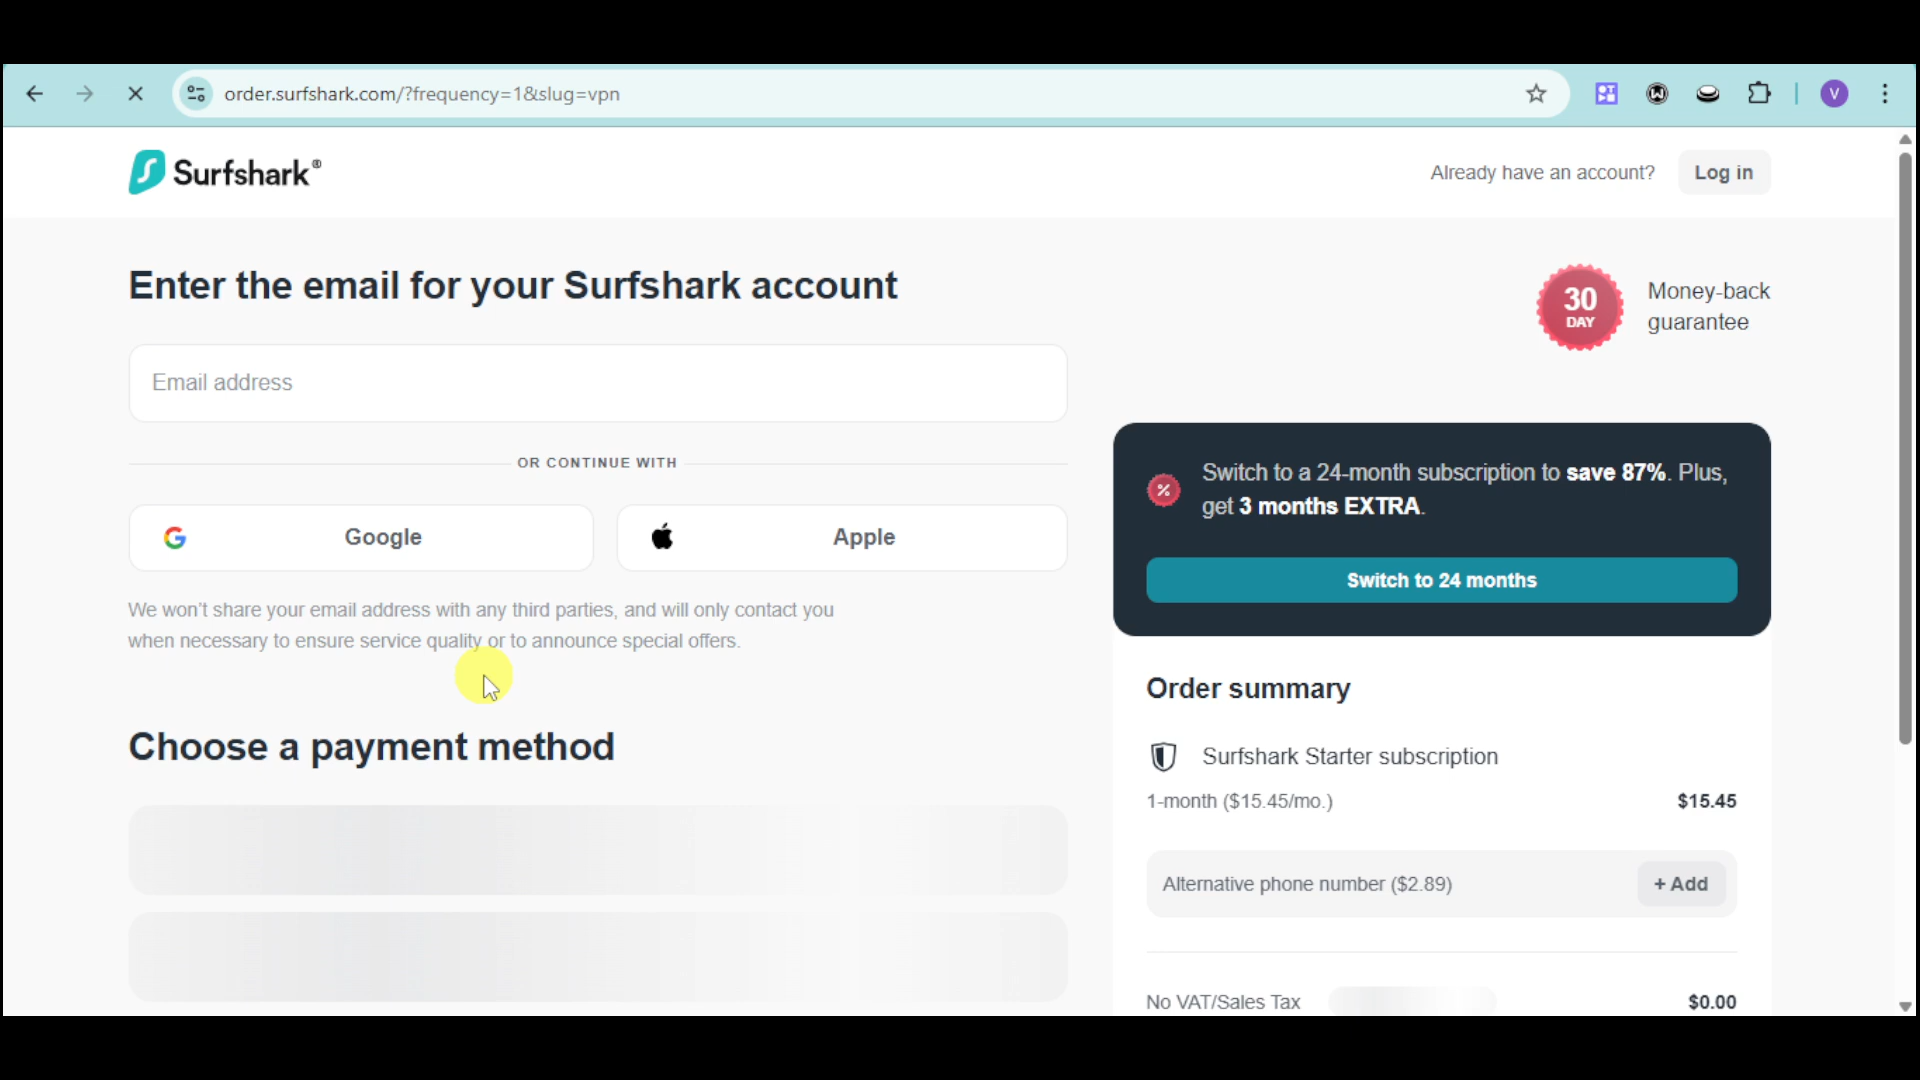 order.surfshark.com/?frequency=1&slug=vpn
V
Surfshark®
Already have an account?
Log in
Enter the email for your Surfshark account
30
DAY
Money-back
guarantee
Email address
OR CONTINUE WITH
Google
Apple
We won't share your email address with any third parties, and will only contact you
when necessary to ensure service quality or to announce special offers.
Switch to a 24-month subscription to save 87%. Plus,
get 3 months EXTRA.
Switch to 24 months
Choose a payment method
Order summary
Surfshark Starter subscription
1-month ($15.45/mo.)
$15.45
Alternative phone number ($2.89)
+ Add
No VAT/Sales Tax
$0.00